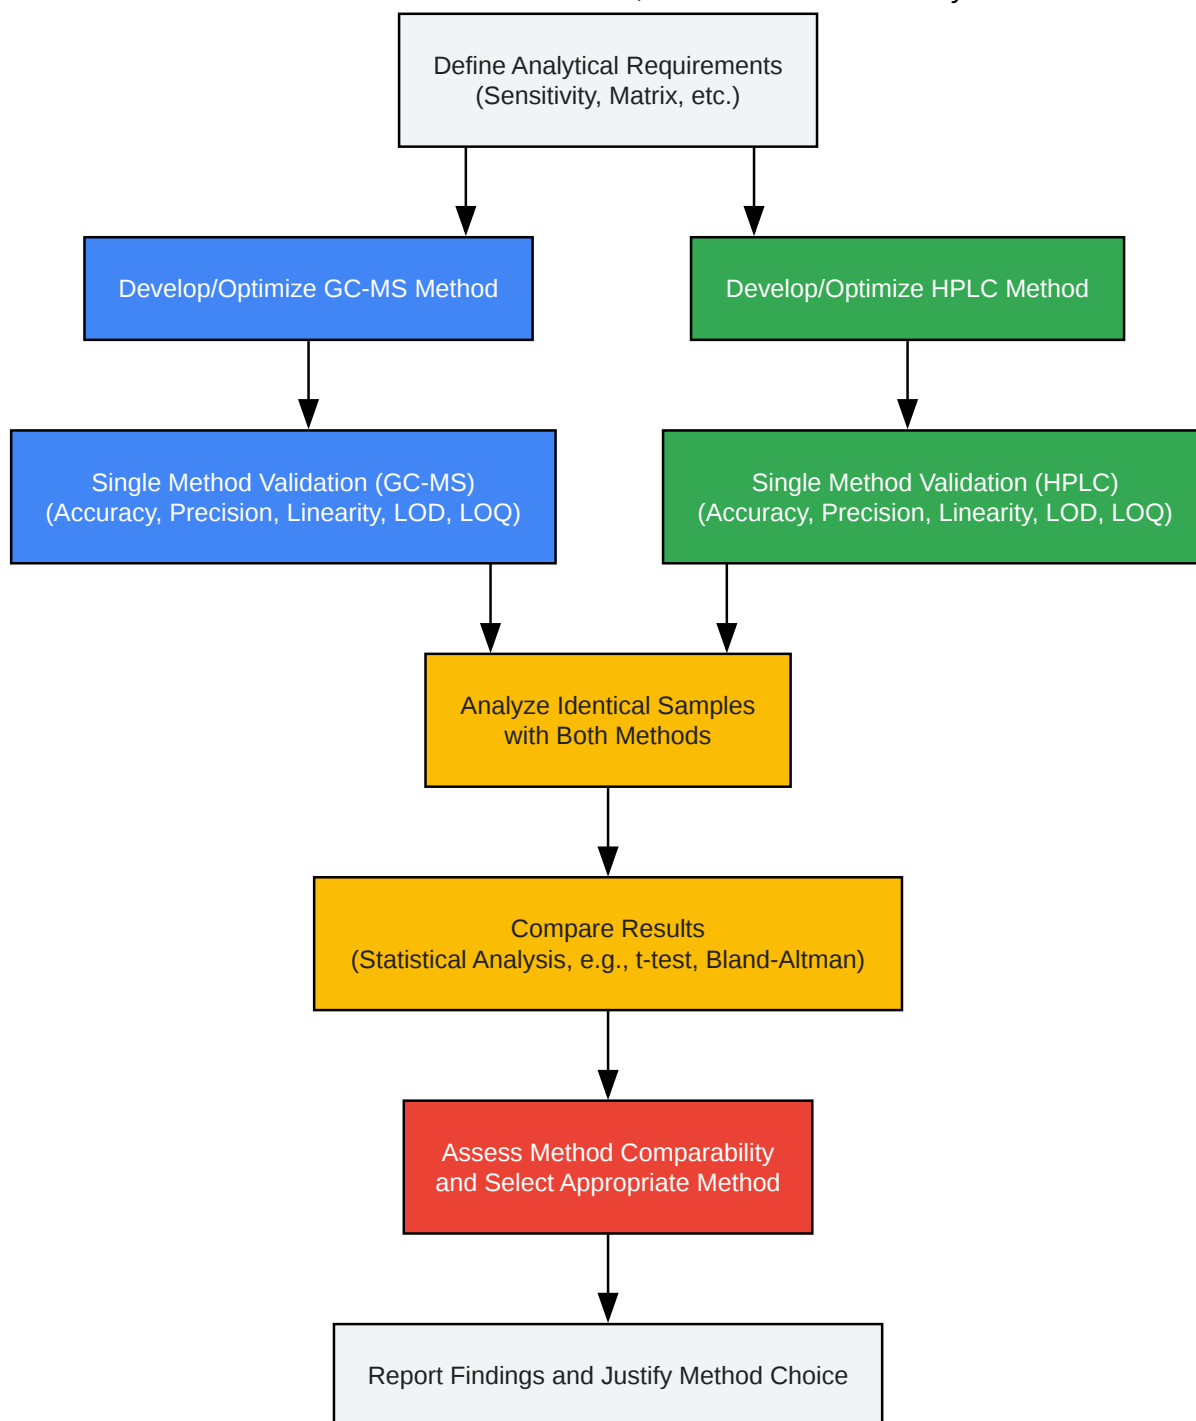 Define Analytical Requirements
(Sensitivity, Matrix, etc.)
Develop/Optimize GC-MS Method
Develop/Optimize HPLC Method
Single Method Validation (GC-MS)
(Accuracy, Precision, Linearity, LOD, LOQ)
Single Method Validation (HPLC)
(Accuracy, Precision, Linearity, LOD, LOQ)
Analyze Identical Samples
with Both Methods
Compare Results
(Statistical Analysis, e.g., t-test, Bland-Altman)
Assess Method Comparability
and Select Appropriate Method
Report Findings and Justify Method Choice